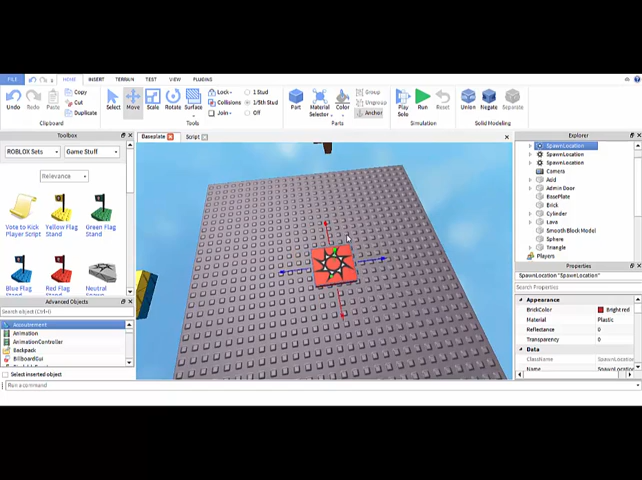 FILE HOME INSERT TERRAIN TEST VIEW PLUGINS
Undo Redo Paste Copy Cut Duplicate Select Move Scale Rotate Surface Lock Collisions Join 1 Stud 1/5th Stud Off Part Material Selector Color Group Ungroup Anchor Play Solo Run Reset Union Negate Separate
Clipboard Tools Parts Simulation Solid Modeling
Toolbox
ROBLOX Sets Game Stuff
Relevance
Vote to Kick Player Script
Yellow Flag Stand
Green Flag Stand
Blue Flag
Red Flag
Neutral
Advanced Objects
Search object (Ctrl+I)
Animation
AnimationController
Backpack
BillboardGui
Select inserted object
Run a command
Baseplate Script
Explorer
SpawnLocation
SpawnLocation
SpawnLocation
Camera
Acid
Admin Door
BasePlate
Brick
Cylinder
Lava
Smooth Block Model
Sphere
Triangle
Players
Properties
SpawnLocation "SpawnLocation"
Search Properties
Appearance
BrickColor Bright red
Material Plastic
Reflectance 0
Transparency 0
Data
ClassName SpawnLocation
Name